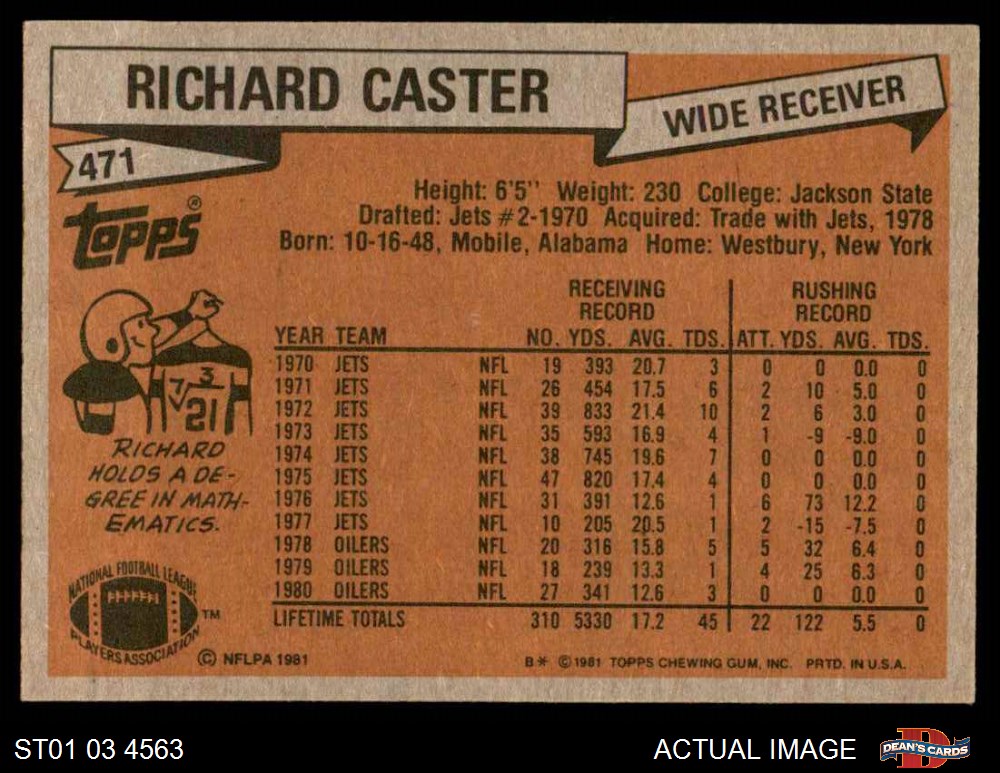 RICHARD CASTER
WIDE RECEIVER
471
TOPPS®
Height: 6'5" Weight: 230 College: Jackson State
Drafted: Jets #2-1970 Acquired: Trade with Jets, 1978
Born: 10-16-48, Mobile, Alabama Home: Westbury, New York
RECEIVING RECORD RUSHING RECORD
YEAR TEAM NO. YDS. AVG. TDS. ATT. YDS. AVG. TDS.
1970 JETS NFL 19 393 20.7 3 0 0 0.0 0
1971 JETS NFL 26 454 17.5 6 2 10 5.0 0
1972 JETS NFL 39 833 21.4 10 2 6 3.0 0
1973 JETS NFL 35 593 16.9 4 1 -9 -9.0 0
1974 JETS NFL 38 745 19.6 7 0 0 0.0 0
1975 JETS NFL 47 820 17.4 4 0 0 0.0 0
1976 JETS NFL 31 391 12.6 1 6 73 12.2 0
1977 JETS NFL 10 205 20.5 1 2 -15 -7.5 0
1978 OILERS NFL 20 316 15.8 5 5 32 6.4 0
1979 OILERS NFL 18 239 13.3 1 4 25 6.3 0
1980 OILERS NFL 27 341 12.6 3 0 0 0.0 0
LIFETIME TOTALS 310 5330 17.2 45 22 122 5.5 0
3
7√21
RICHARD
HOLDS A DE-
GREE IN MATH-
EMATICS.
NATIONAL FOOTBALL LEAGUE
PLAYERS ASSOCIATION
TM
© NFLPA 1981
B* © 1981 TOPPS CHEWING GUM, INC. PRTD. IN U.S.A.
ST01 03 4563
ACTUAL IMAGE
D
DEAN'S CARDS